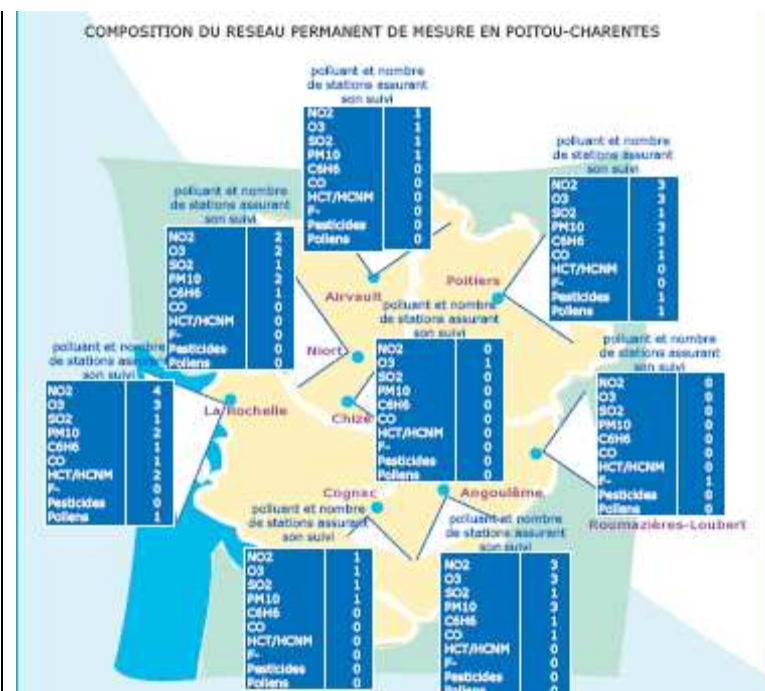 COMPOSITION DU RESEAU PERMANENT DE MESURE EN POITOU-CHARENTES
polluant et nombre
de stations assurant
son suivi
NO2 1
O3 1
SO2 1
PM10 1
C6H6 0
CO 0
HCT/HCNM 0
F- 0
Pesticides 0
Pollens 0
Airvault
polluant et nombre
de stations assurant
son suivi
NO2 3
O3 3
SO2 1
PM10 3
C6H6 1
CO 1
HCT/HCNM 0
F- 0
Pesticides 1
Pollens 1
Poitiers
polluant et nombre
de stations assurant
son suivi
NO2 2
O3 2
SO2 1
PM10 2
C6H6 1
CO 0
HCT/HCNM 0
F- 0
Pesticides 0
Pollens 0
Niort
polluant et nombre
de stations assurant
son suivi
NO2 0
O3 1
SO2 0
PM10 0
C6H6 0
CO 0
HCT/HCNM 0
F- 0
Pesticides 0
Pollens 0
Chizé
polluant et nombre
de stations assurant
son suivi
NO2 0
O3 0
SO2 0
PM10 0
C6H6 0
CO 0
HCT/HCNM 0
F- 1
Pesticides 0
Pollens 0
Roumazières-Loubert
polluant et nombre
de stations assurant
son suivi
NO2 4
O3 3
SO2 1
PM10 2
C6H6 1
CO 1
HCT/HCNM 2
F- 0
Pesticides 0
Pollens 1
La Rochelle
Cognac
polluant et nombre
de stations assurant
son suivi
NO2 1
O3 1
SO2 1
PM10 1
C6H6 0
CO 0
HCT/HCNM 0
F- 0
Pesticides 0
Pollens 0
Angoulême
polluant et nombre
de stations assurant
son suivi
NO2 3
O3 3
SO2 1
PM10 3
C6H6 1
CO 1
HCT/HCNM 0
F- 0
Pesticides 0
Pollens 0